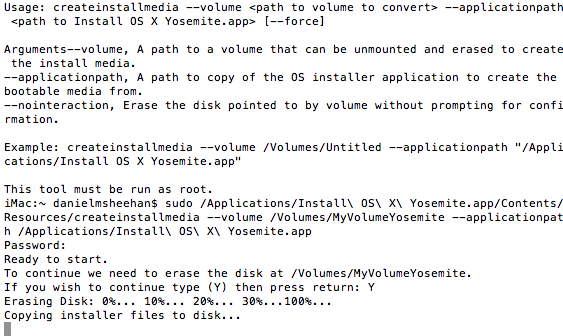 Usage: createinstallmedia --volume <path to volume to convert> --applicationpath
<path to Install OS X Yosemite.app> [--force]
Arguments--volume, A path to a volume that can be unmounted and erased to create
the install media.
--applicationpath, A path to copy of the OS installer application to create the
bootable media from.
--nointeraction, Erase the disk pointed to by volume without prompting for confi
rmation.
Example: createinstallmedia --volume /Volumes/Untitled --applicationpath "/Appli
cations/Install OS X Yosemite.app"
This tool must be run as root.
iMac:~ danielmsheehan$ sudo /Applications/Install\ OS\ X\ Yosemite.app/Contents/
Resources/createinstallmedia --volume /Volumes/MyVolumeYosemite --applicationpat
h /Applications/Install\ OS\ X\ Yosemite.app
Password:
Ready to start.
To continue we need to erase the disk at /Volumes/MyVolumeYosemite.
If you wish to continue type (Y) then press return: Y
Erasing Disk: 0%... 10%... 20%... 30%...100%...
Copying installer files to disk...